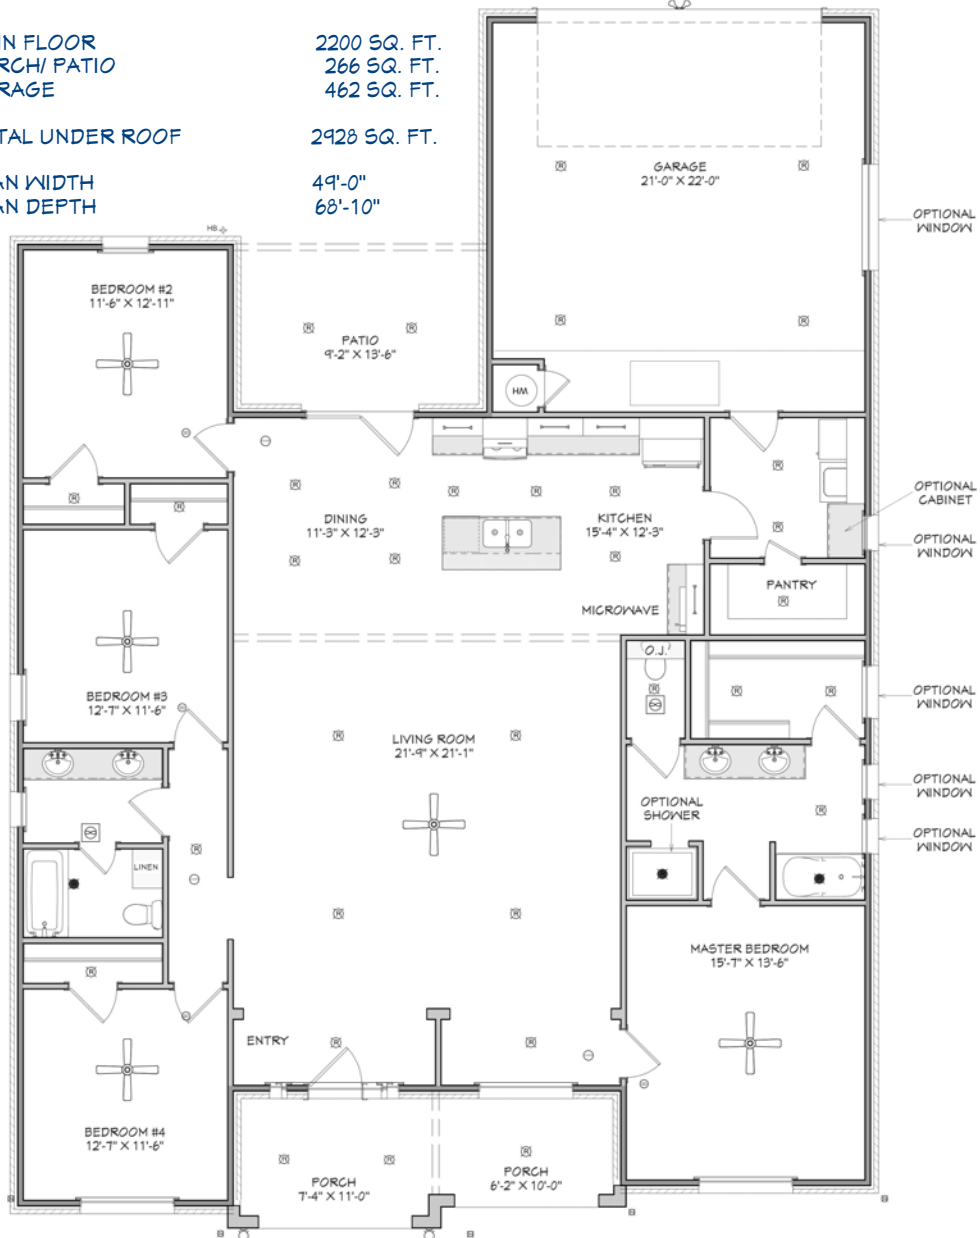 IN FLOOR 2200 SQ. FT.
RCH/ PATIO 266 SQ. FT.
RAGE 462 SQ. FT.
TAL UNDER ROOF 2928 SQ. FT.
AN WIDTH 49'-0"
AN DEPTH 68'-10"
HB
GARAGE
21'-0" X 22'-0"
OPTIONAL
WINDOW
BEDROOM #2
11'-6" X 12'-11"
PATIO
9'-2" X 13'-6"
WH
OPTIONAL
CABINET
DINING
11'-3" X 12'-3"
KITCHEN
15'-4" X 12'-3"
OPTIONAL
WINDOW
PANTRY
MICROWAVE
O.J.
BEDROOM #3
12'-7" X 11'-6"
OPTIONAL
WINDOW
LIVING ROOM
21'-9" X 21'-1"
OPTIONAL
WINDOW
OPTIONAL
SHOWER
OPTIONAL
WINDOW
LINEN
MASTER BEDROOM
15'-7" X 13'-6"
ENTRY
BEDROOM #4
12'-7" X 11'-6"
PORCH
7'-4" X 11'-0"
PORCH
6'-2" X 10'-0"